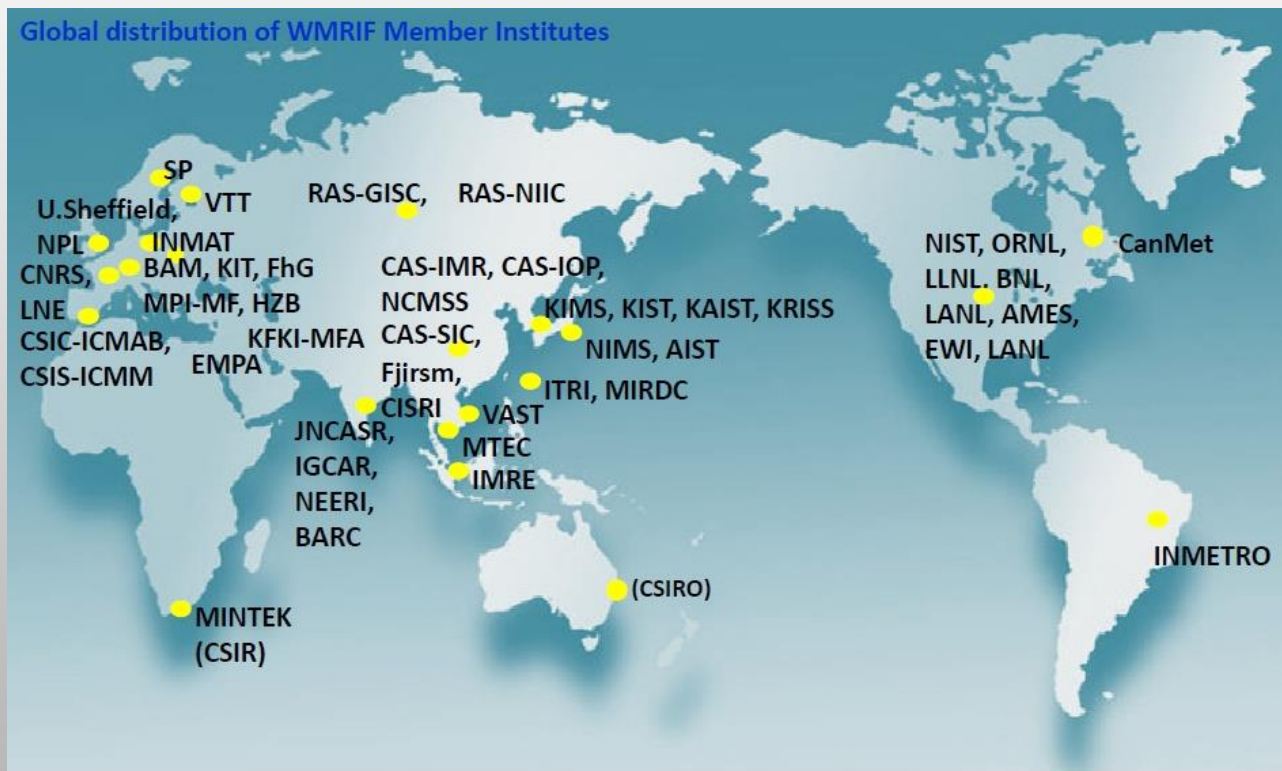 Global distribution of WMRIF Member Institutes
SP
VTT
U.Sheffield,
NPL
INMAT
CNRS,
LNE
BAM, KIT, FhG
MPI-MF, HZB
CSIC-ICMAB,
CSIS-ICMM
EMPA
KFKI-MFA
RAS-GISC, RAS-NIIC
CAS-IMR, CAS-IOP,
NCMSS
CAS-SIC,
Fjirsm,
CISRI
KIMS, KIST, KAIST, KRISS
NIMS, AIST
ITRI, MIRDC
VAST
MTEC
IMRE
JNCASR,
IGCAR,
NEERI,
BARC
MINTEK
(CSIR)
(CSIRO)
NIST, ORNL,
LLNL. BNL,
LANL, AMES,
EWI, LANL
CanMet
INMETRO